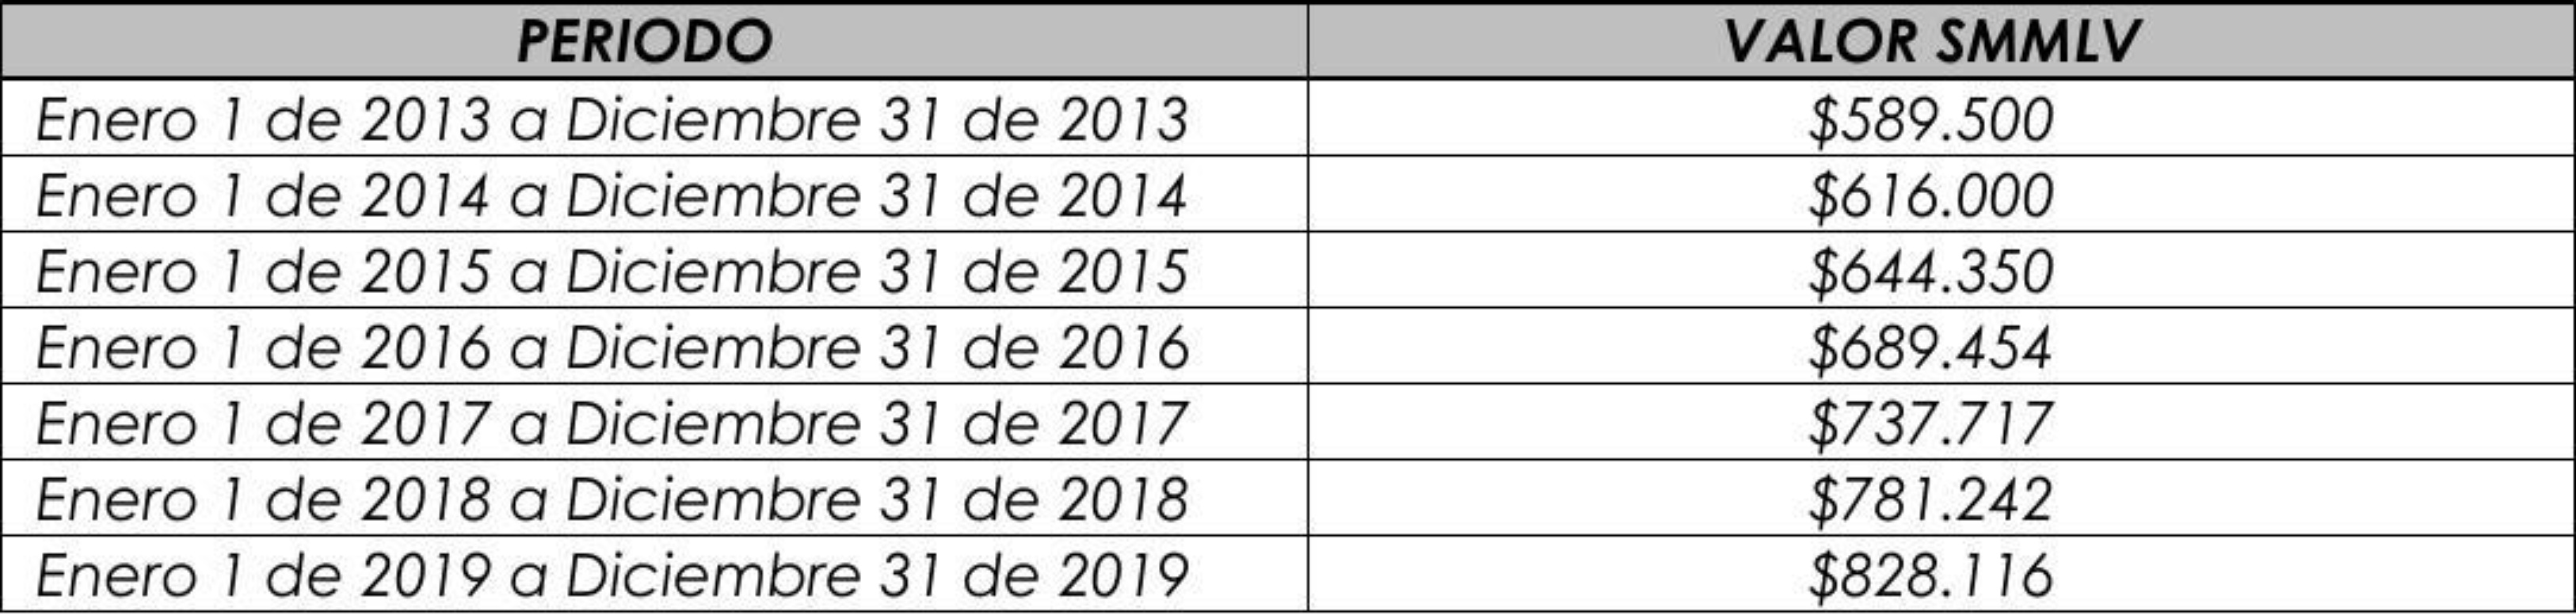 PERIODO VALOR SMMLV
Enero 1 de 2013 a Diciembre 31 de 2013 $589.500
Enero 1 de 2014 a Diciembre 31 de 2014 $616.000
Enero 1 de 2015 a Diciembre 31 de 2015 $644.350
Enero 1 de 2016 a Diciembre 31 de 2016 $689.454
Enero 1 de 2017 a Diciembre 31 de 2017 $737.717
Enero 1 de 2018 a Diciembre 31 de 2018 $781.242
Enero 1 de 2019 a Diciembre 31 de 2019 $828.116